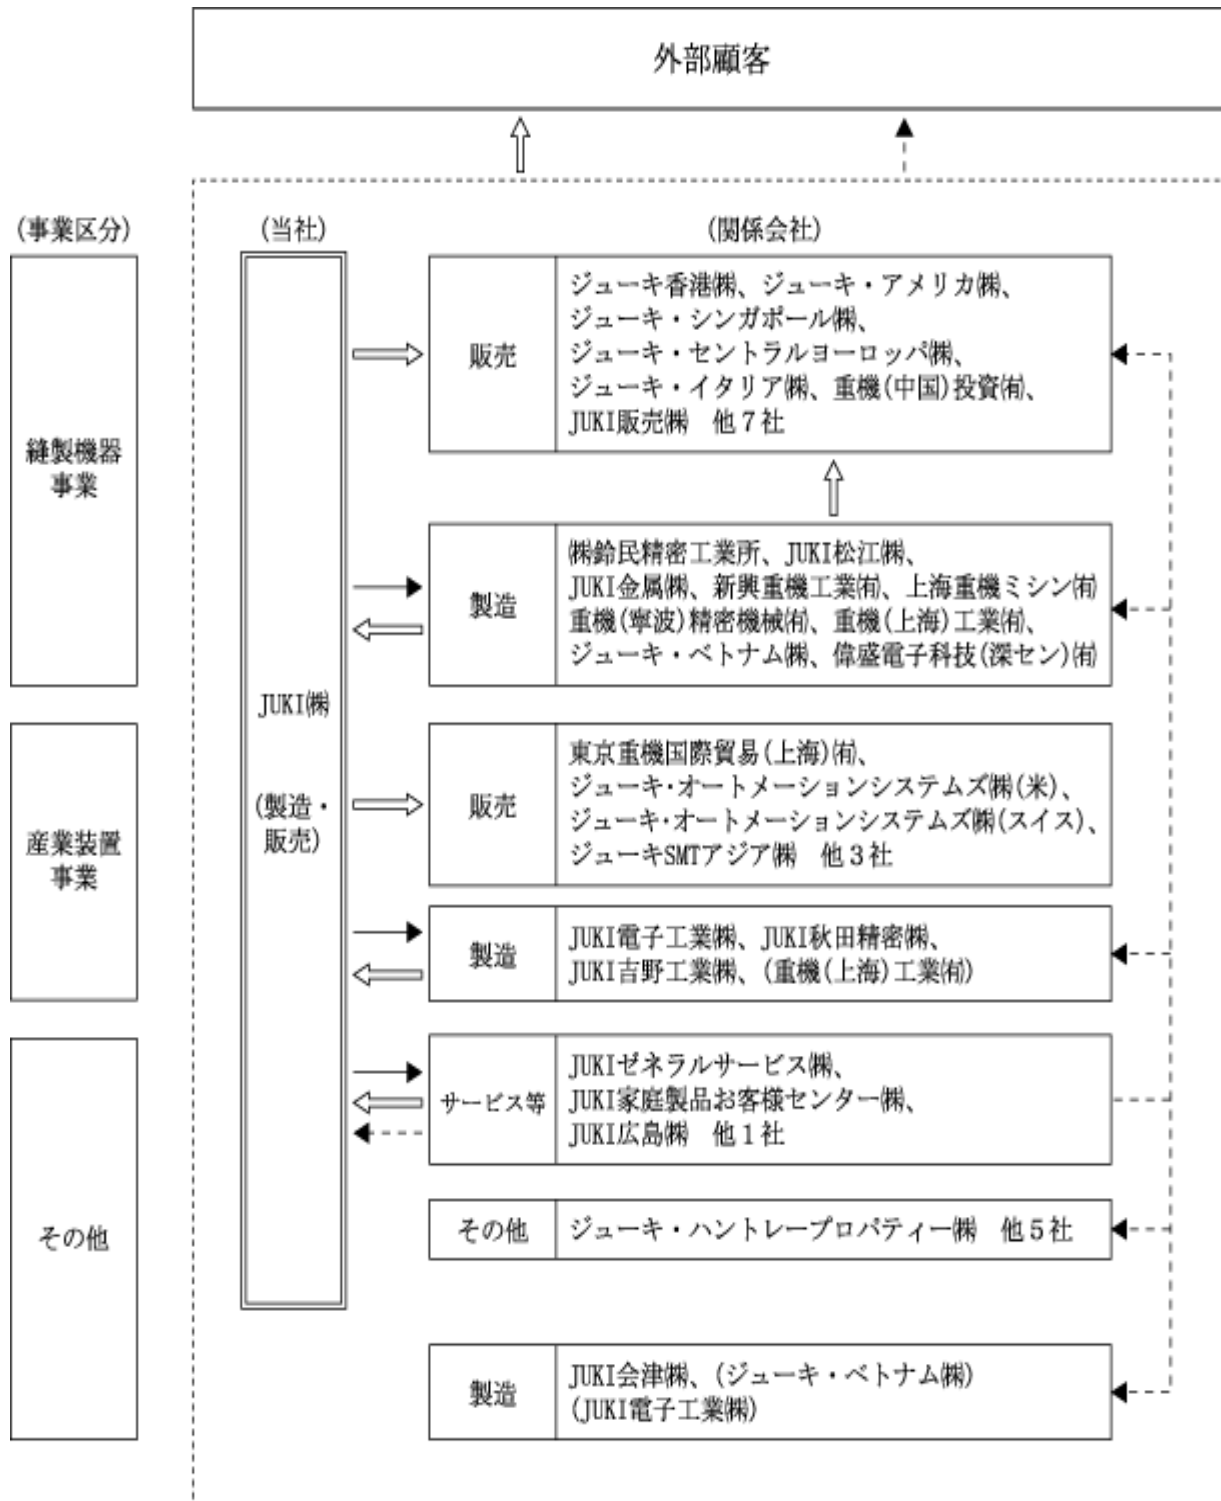 外部顧客
(事業区分)
(当社)
(関係会社)
縫製機器
事業
産業装置
事業
その他
JUKI㈱
(製造・
販売)
販売
ジューキ香港㈱、ジューキ・アメリカ㈱、
ジューキ・シンガポール㈱、
ジューキ・セントラルヨーロッパ㈱、
ジューキ・イタリア㈱、重機(中国)投資㈲、
JUKI販売㈱　他７社
製造
㈱鈴民精密工業所、JUKI松江㈱、
JUKI金属㈱、新興重機工業㈲、上海重機ミシン㈲
重機(寧波)精密機械㈲、重機(上海)工業㈲、
ジューキ・ベトナム㈱、偉盛電子科技(深セン)㈲
販売
東京重機国際貿易(上海)㈲、
ジューキ・オートメーションシステムズ㈱(米)、
ジューキ・オートメーションシステムズ㈱(スイス)、
ジューキSMTアジア㈱　他３社
製造
JUKI電子工業㈱、JUKI秋田精密㈱、
JUKI吉野工業㈱、(重機(上海)工業㈲)
サービス等
JUKIゼネラルサービス㈱、
JUKI家庭製品お客様センター㈱、
JUKI広島㈱　他１社
その他
ジューキ・ハントレープロパティー㈱　他５社
製造
JUKI会津㈱、(ジューキ・ベトナム㈱)
(JUKI電子工業㈱)